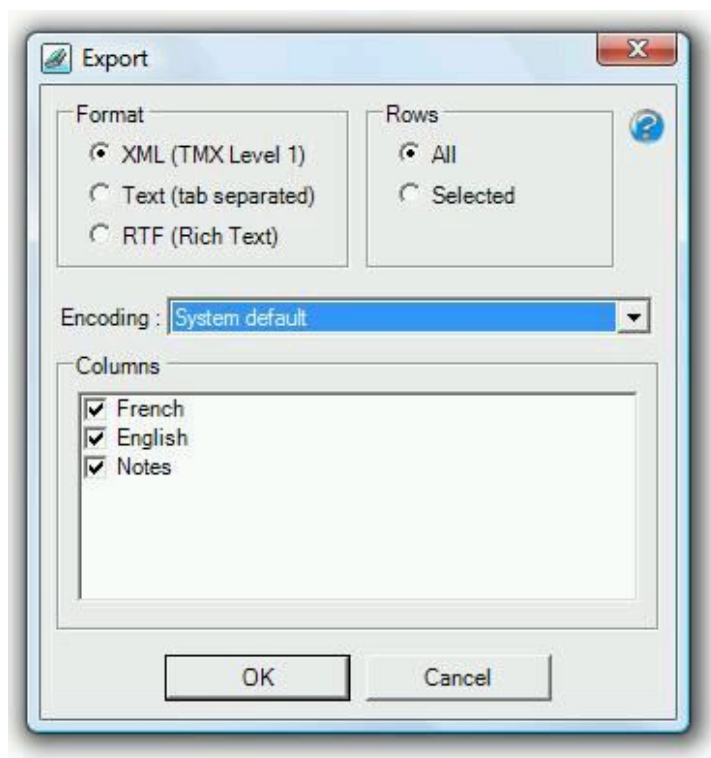 Export
Format
XML (TMX Level 1)
Text (tab separated)
RTF (Rich Text)
Rows
All
Selected
Encoding : System default
Columns
French
English
Notes
OK
Cancel